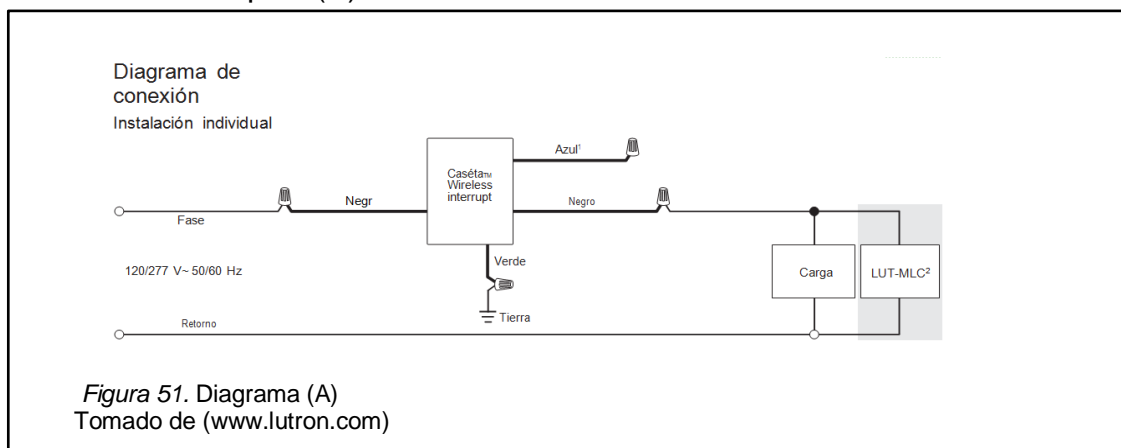 Diagrama de
conexión
Instalación individual
Azul¹
Caséta™
Wireless
interrupt
Negr
Negro
Fase
Verde
120/277 V~ 50/60 Hz
Carga
LUT-MLC²
Tierra
Retorno
Figura 51. Diagrama (A)
Tomado de (www.lutron.com)